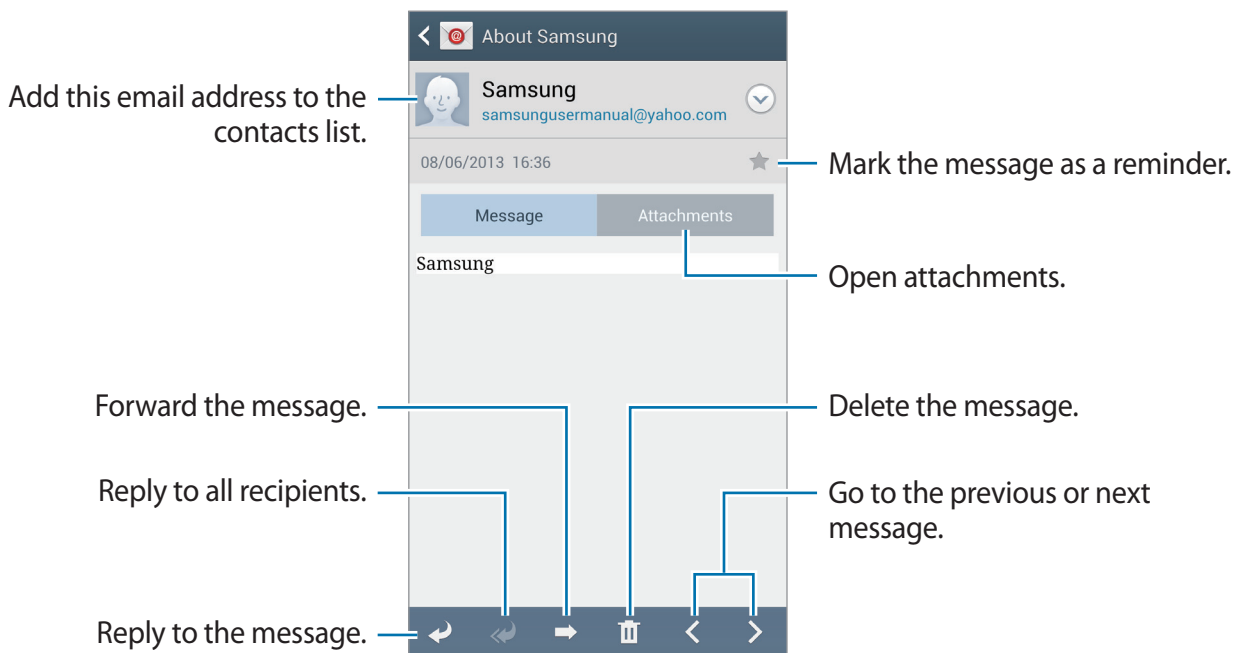 About Samsung
Add this email address to the
contacts list.
Samsung
samsungusermanual@yahoo.com
08/06/2013 16:36
Mark the message as a reminder.
Message
Attachments
Samsung
Open attachments.
Forward the message.
Delete the message.
Reply to all recipients.
Go to the previous or next
message.
Reply to the message.